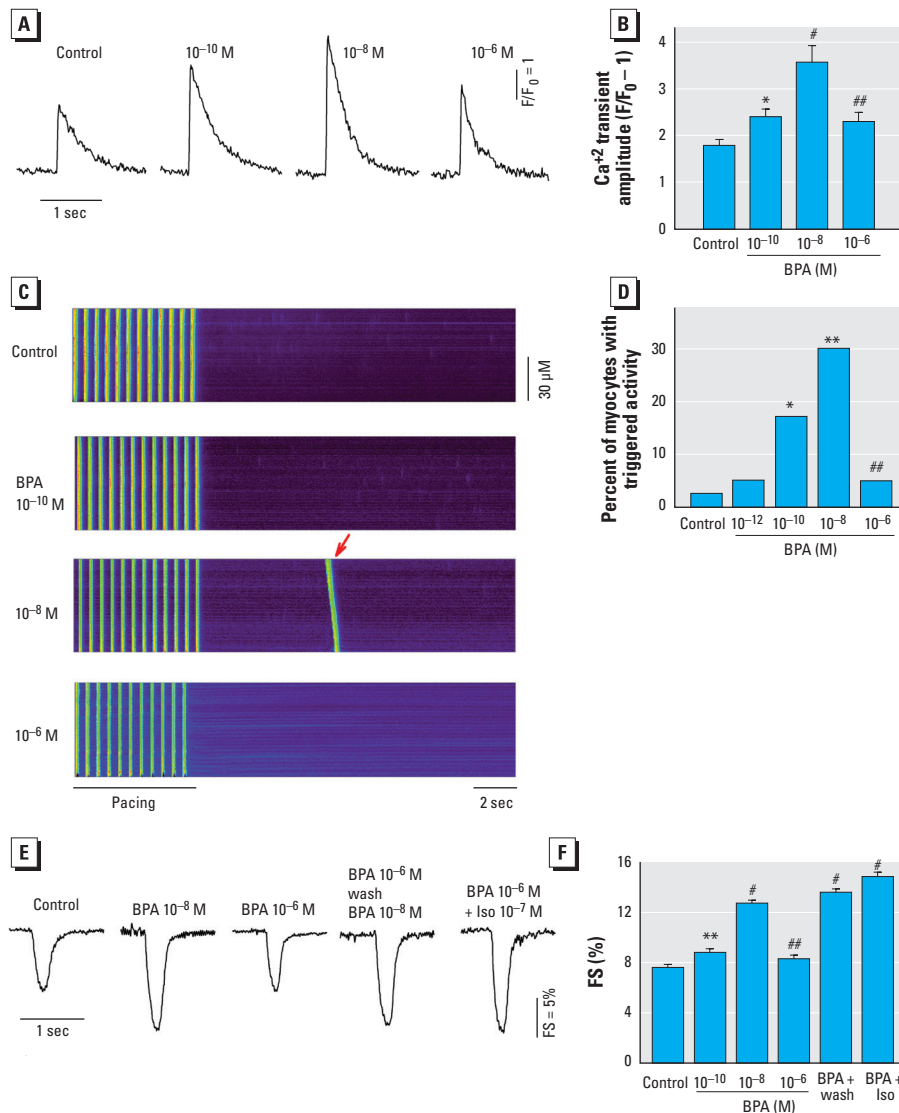 A
Control
10⁻¹⁰ M
10⁻⁸ M
10⁻⁶ M
F/F₀ = 1
1 sec
B
Ca⁺² transient
amplitude (F/F₀ – 1)
4
3
2
1
0
*
#
##
Control
10⁻¹⁰
10⁻⁸
10⁻⁶
BPA (M)
C
Control
30 µM
BPA
10⁻¹⁰ M
10⁻⁸ M
10⁻⁶ M
Pacing
2 sec
D
Percent of myocytes with
triggered activity
30
20
10
0
*
**
##
Control
10⁻¹²
10⁻¹⁰
10⁻⁸
10⁻⁶
BPA (M)
E
Control
BPA 10⁻⁸ M
BPA 10⁻⁶ M
BPA 10⁻⁶ M
wash
BPA 10⁻⁸ M
BPA 10⁻⁶ M
+ Iso 10⁻⁷ M
FS = 5%
1 sec
F
FS (%)
16
12
8
4
0
**
#
##
#
#
Control
10⁻¹⁰
10⁻⁸
10⁻⁶
BPA (M)
BPA +
wash
BPA +
Iso